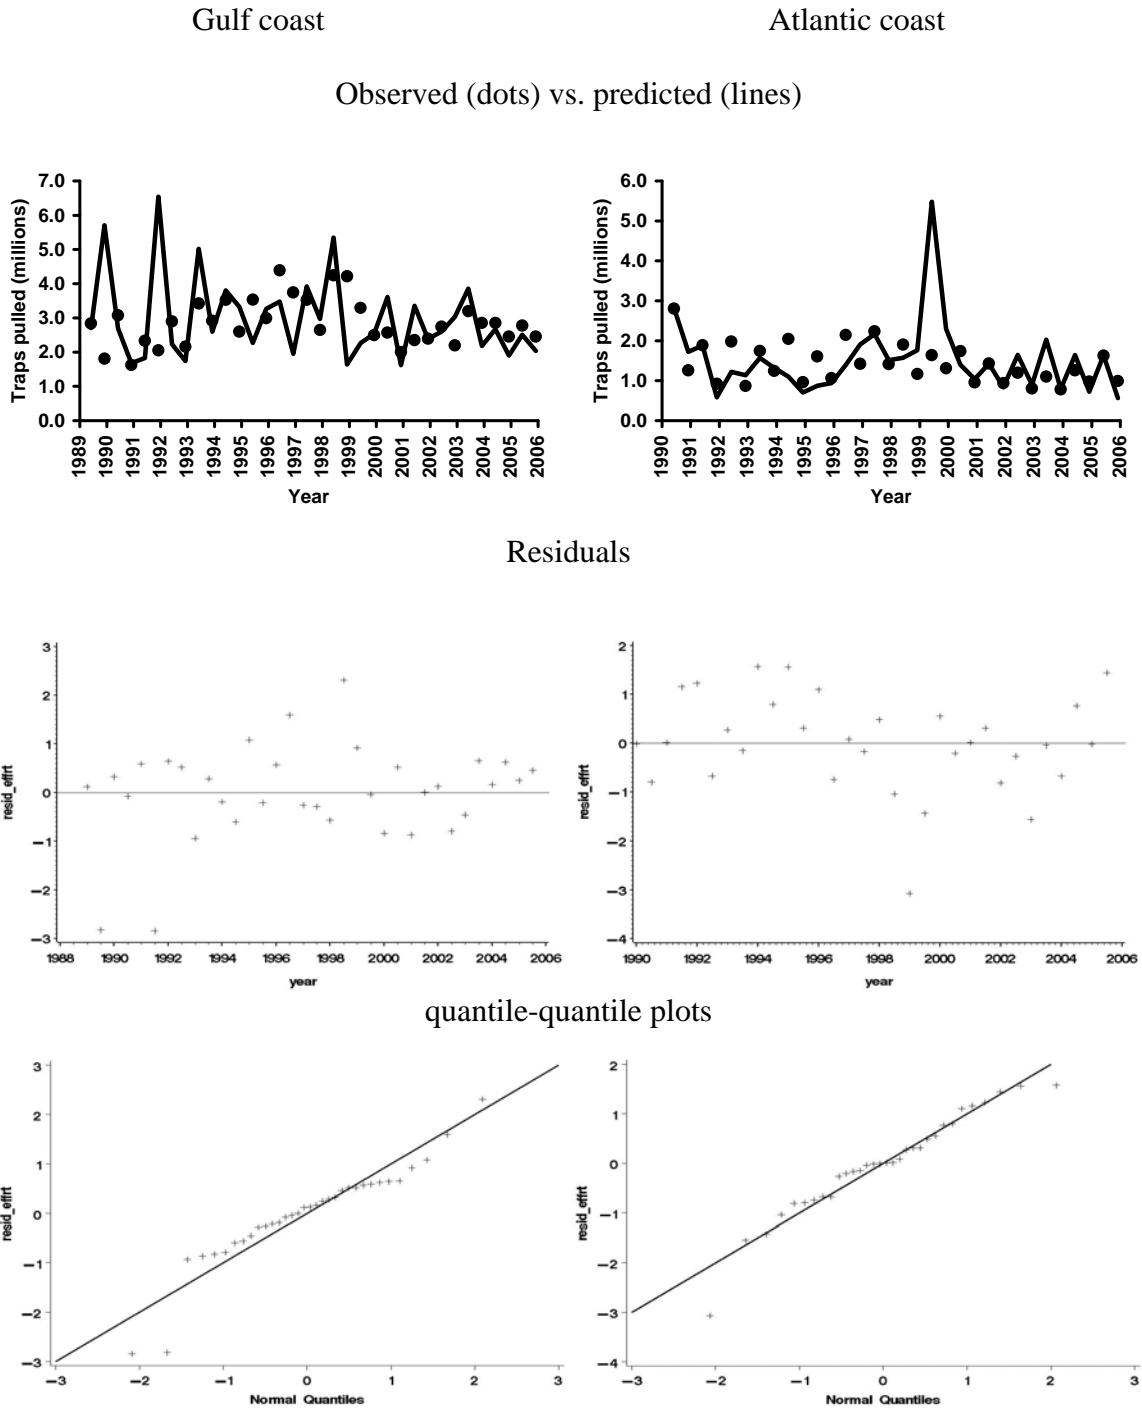 Gulf coast Atlantic coast
Observed (dots) vs. predicted (lines)
Traps pulled (millions)
7.0
6.0
5.0
4.0
3.0
2.0
1.0
0.0
1989 1990 1991 1992 1993 1994 1995 1996 1997 1998 1999 2000 2001 2002 2003 2004 2005 2006
Year
Traps pulled (millions)
6.0
5.0
4.0
3.0
2.0
1.0
0.0
1990 1991 1992 1993 1994 1995 1996 1997 1998 1999 2000 2001 2002 2003 2004 2005 2006
Year
Residuals
resid_effrt
3
2
1
0
−1
−2
−3
1988 1990 1992 1994 1996 1998 2000 2002 2004 2006
year
resid_effrt
2
1
0
−1
−2
−3
−4
1990 1992 1994 1996 1998 2000 2002 2004 2006
year
quantile-quantile plots
resid_effrt
3
2
1
0
−1
−2
−3
−3 −2 −1 0 1 2 3
Normal Quantiles
resid_effrt
2
1
0
−1
−2
−3
−4
−3 −2 −1 0 1 2 3
Normal Quantiles